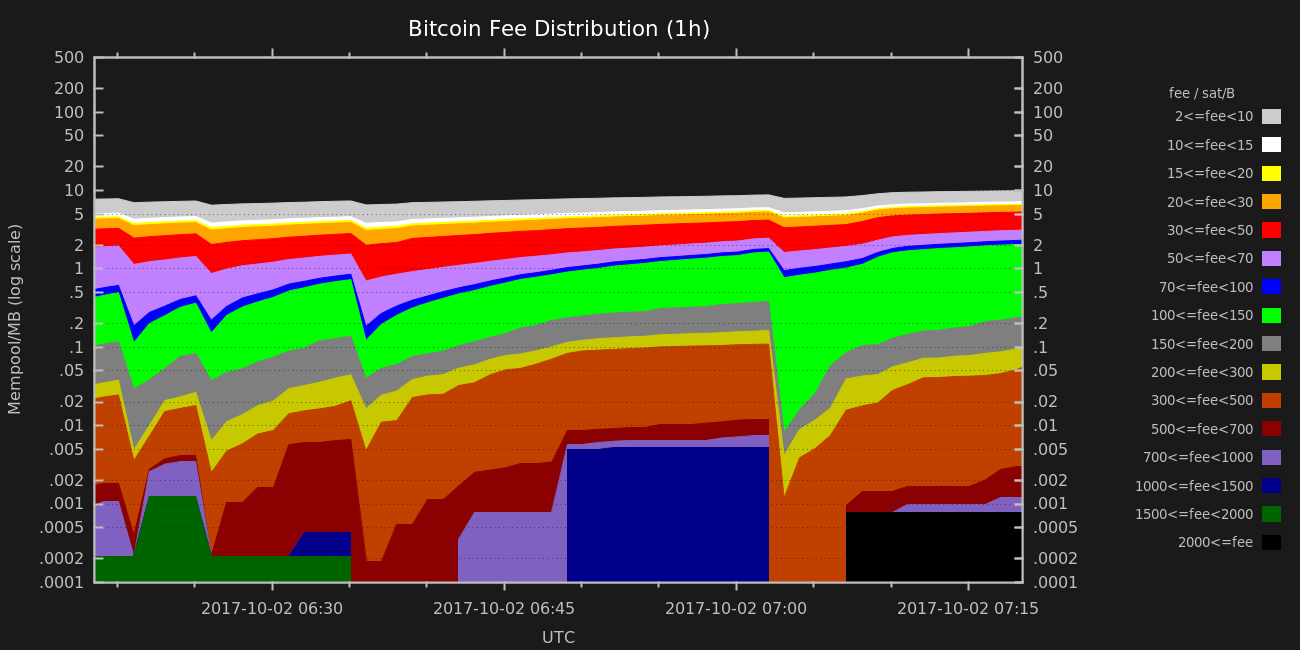 Bitcoin Fee Distribution (1h)
Mempool/MB (log scale)
500
200
100
50
20
10
5
2
1
.5
.2
.1
.05
.02
.01
.005
.002
.001
.0005
.0002
.0001
500
200
100
50
20
10
5
2
1
.5
.2
.1
.05
.02
.01
.005
.002
.001
.0005
.0002
.0001
2017-10-02 06:30
2017-10-02 06:45
2017-10-02 07:00
2017-10-02 07:15
UTC
fee / sat/B
2<=fee<10
10<=fee<15
15<=fee<20
20<=fee<30
30<=fee<50
50<=fee<70
70<=fee<100
100<=fee<150
150<=fee<200
200<=fee<300
300<=fee<500
500<=fee<700
700<=fee<1000
1000<=fee<1500
1500<=fee<2000
2000<=fee